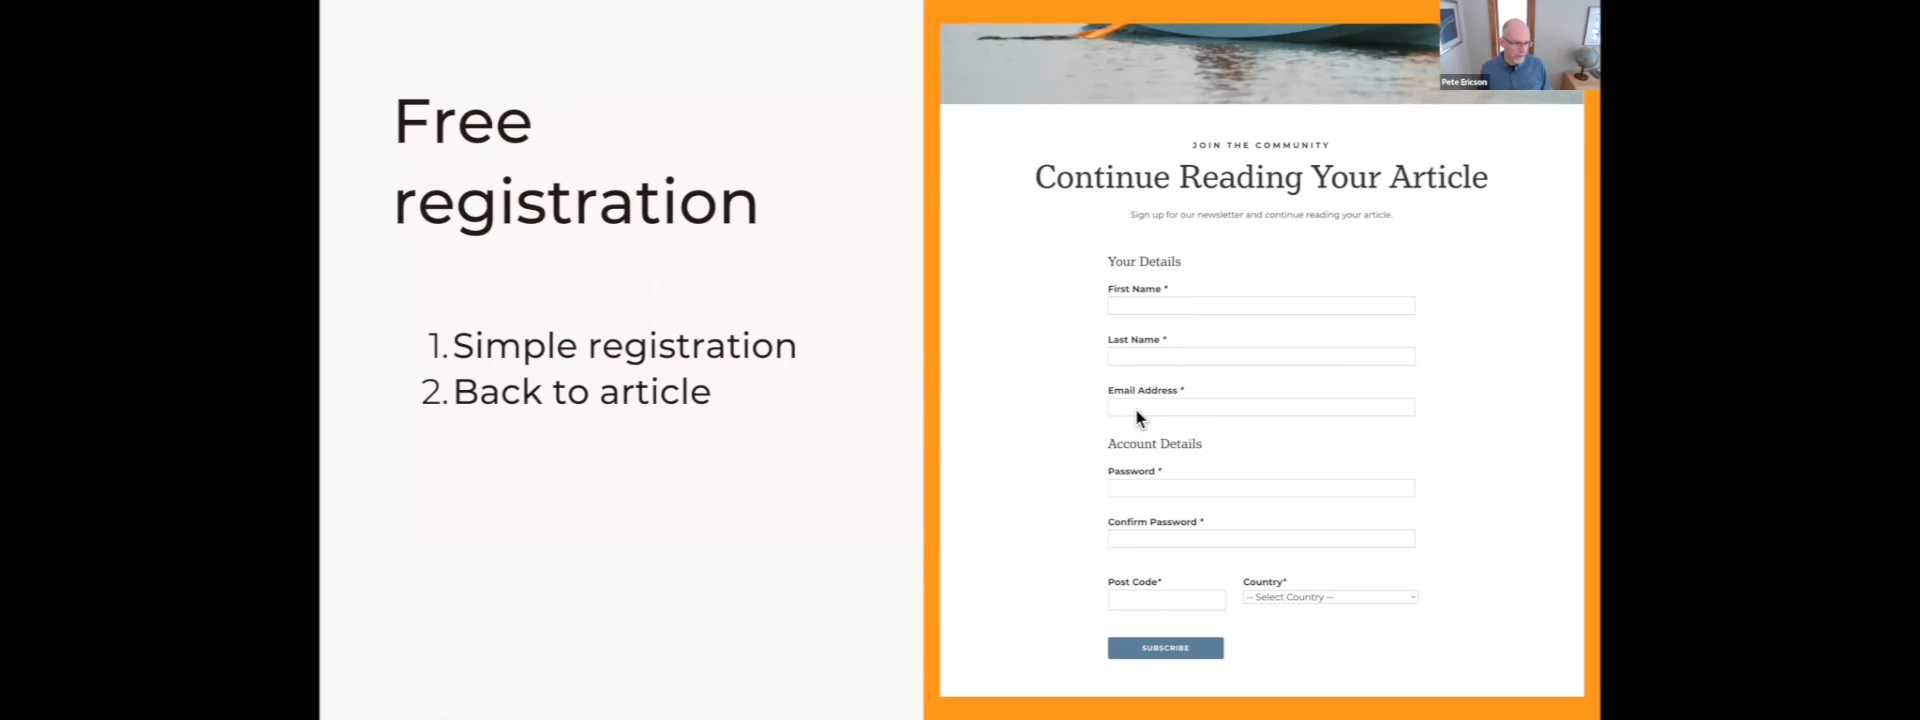 Free
registration
1. Simple registration
2. Back to article
Pete Ericson
JOIN THE COMMUNITY
Continue Reading Your Article
Sign up for our newsletter and continue reading your article.
Your Details
First Name *
Last Name *
Email Address *
Account Details
Password *
Confirm Password *
Post Code* Country*
-- Select Country --
SUBSCRIBE